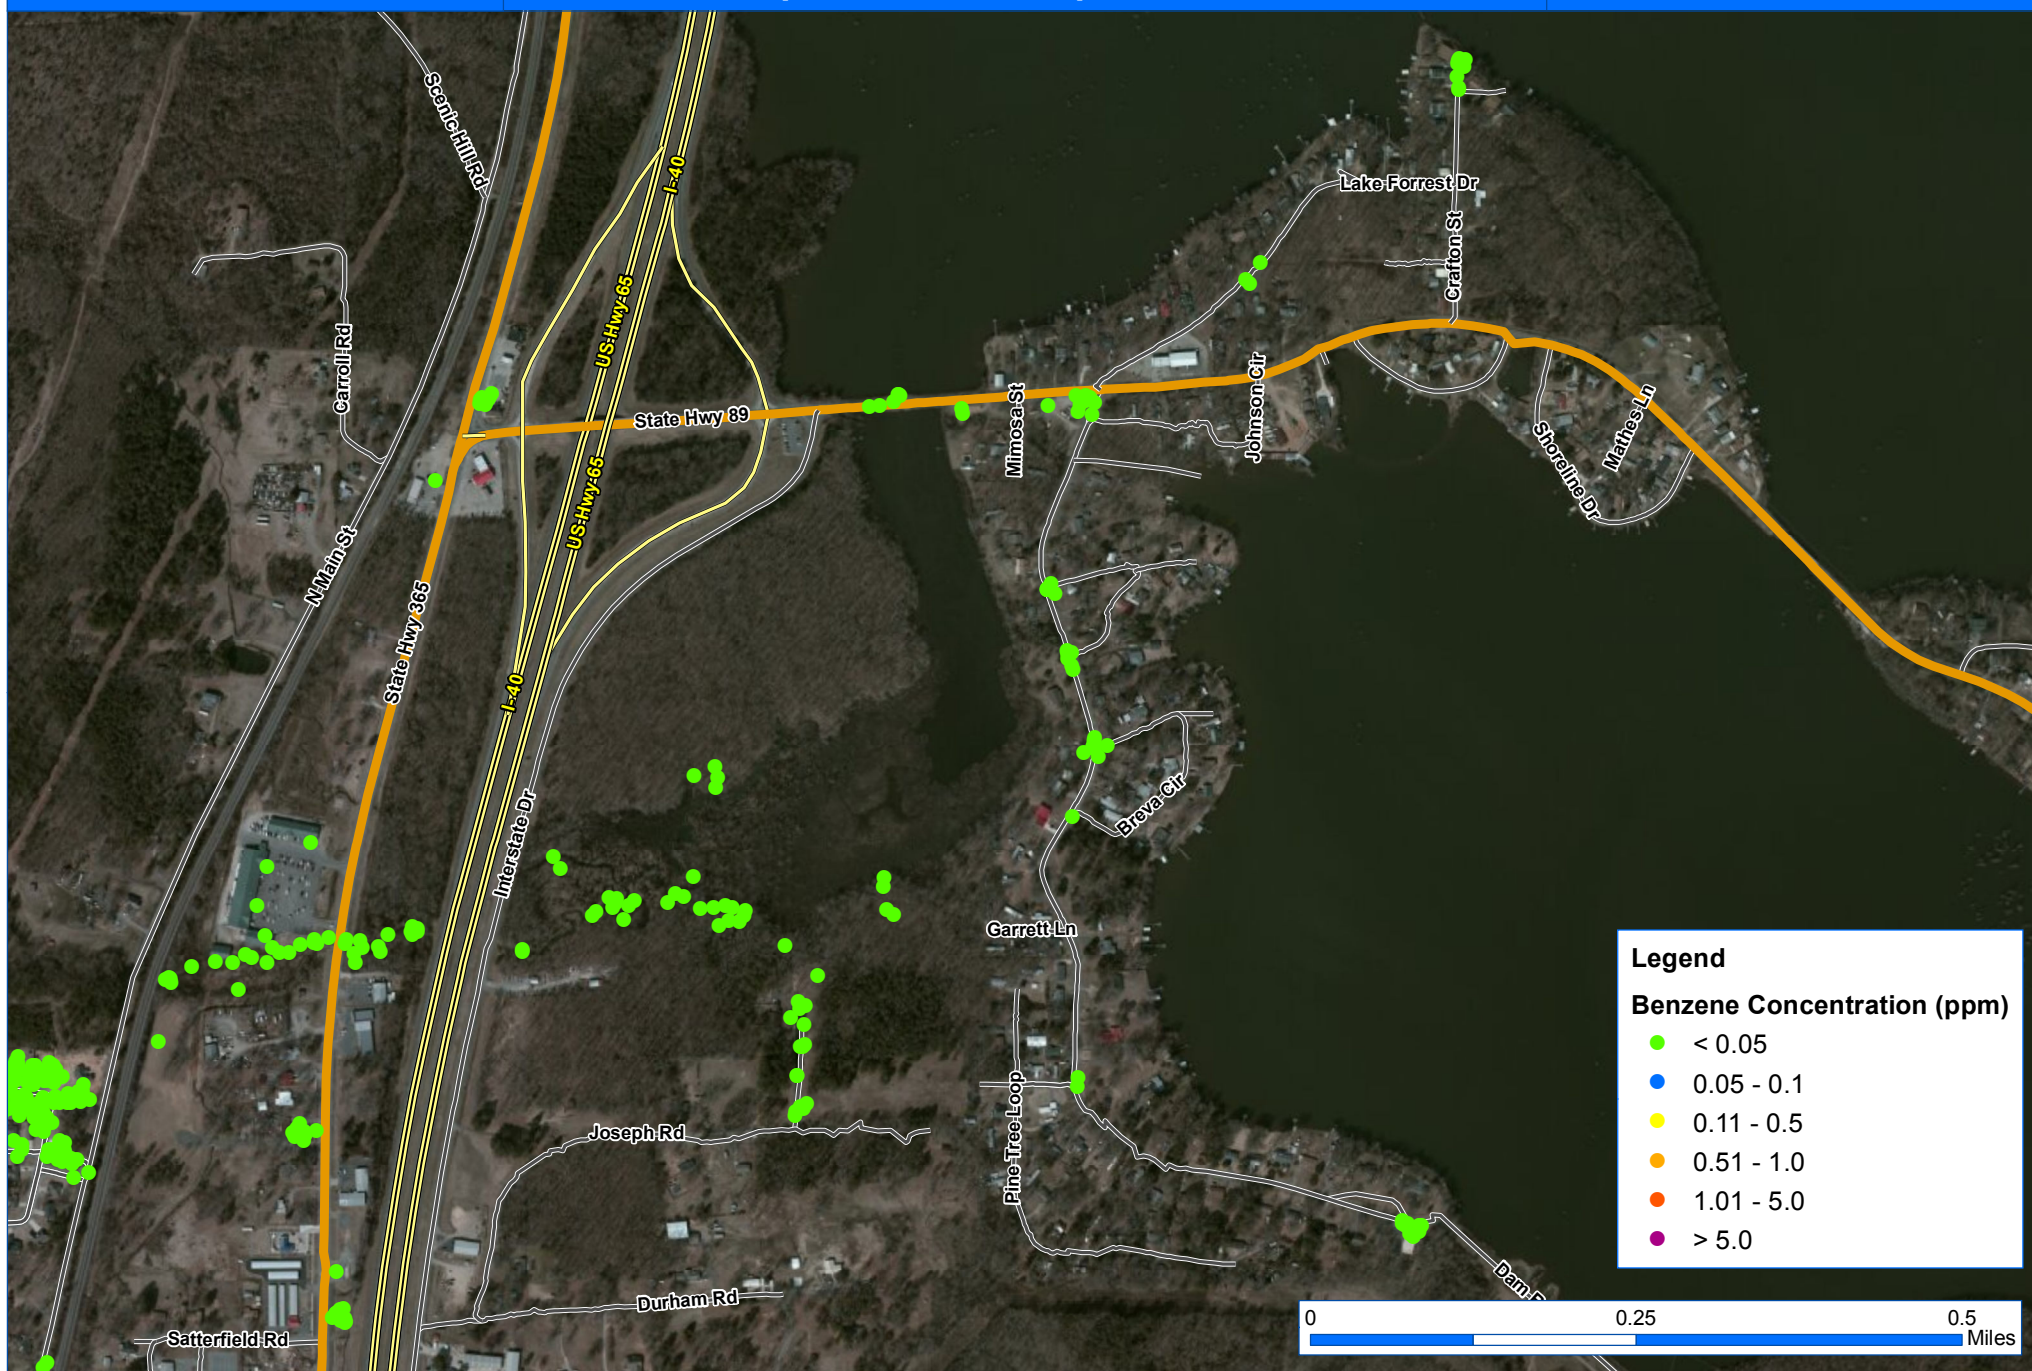 Scenic Hill Rd
I-40
Lake Forrest Dr
Crafton St
US Hwy 65
Carroll Rd
State Hwy 89
Mimosa St
Johnson Cir
Mathes Ln
Shoreline Dr
US Hwy 65
N Main St
State Hwy 365
I-40
Interstate Dr
Breva Cir
Garrett Ln
Pine Tree Loop
Joseph Rd
Durham Rd
Satterfield Rd
Legend
Benzene Concentration (ppm)
< 0.05
0.05 - 0.1
0.11 - 0.5
0.51 - 1.0
1.01 - 5.0
> 5.0
Dam
0 0.25 0.5
Miles